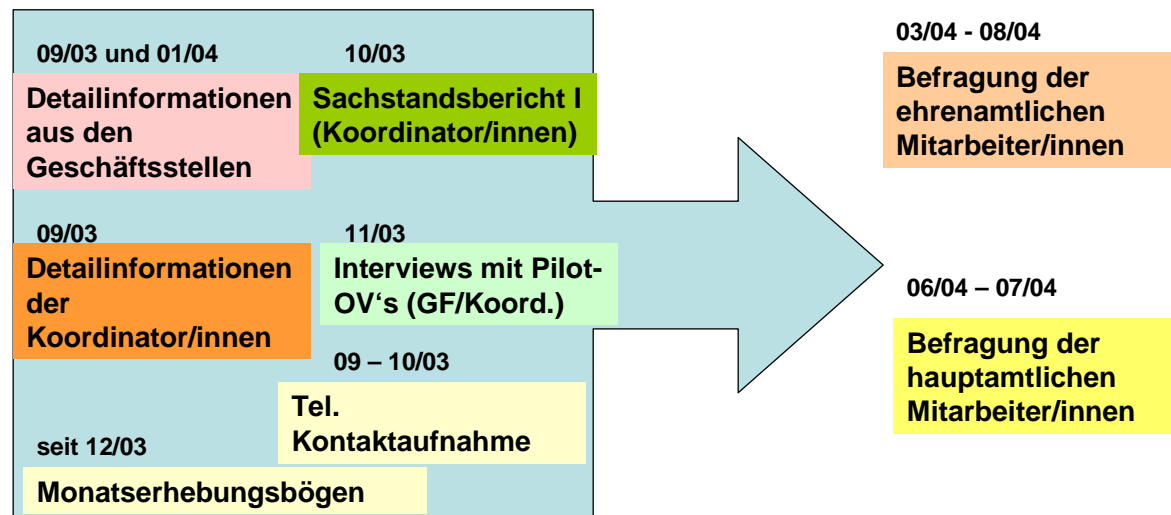 09/03 und 01/04
Detailinformationen
aus den
Geschäftsstellen
10/03
Sachstandsbericht I
(Koordinator/innen)
09/03
Detailinformationen
der
Koordinator/innen
11/03
Interviews mit Pilot-
OV‘s (GF/Koord.)
09 – 10/03
Tel.
Kontaktaufnahme
seit 12/03
Monatserhebungsbögen
03/04 - 08/04
Befragung der
ehrenamtlichen
Mitarbeiter/innen
06/04 – 07/04
Befragung der
hauptamtlichen
Mitarbeiter/innen